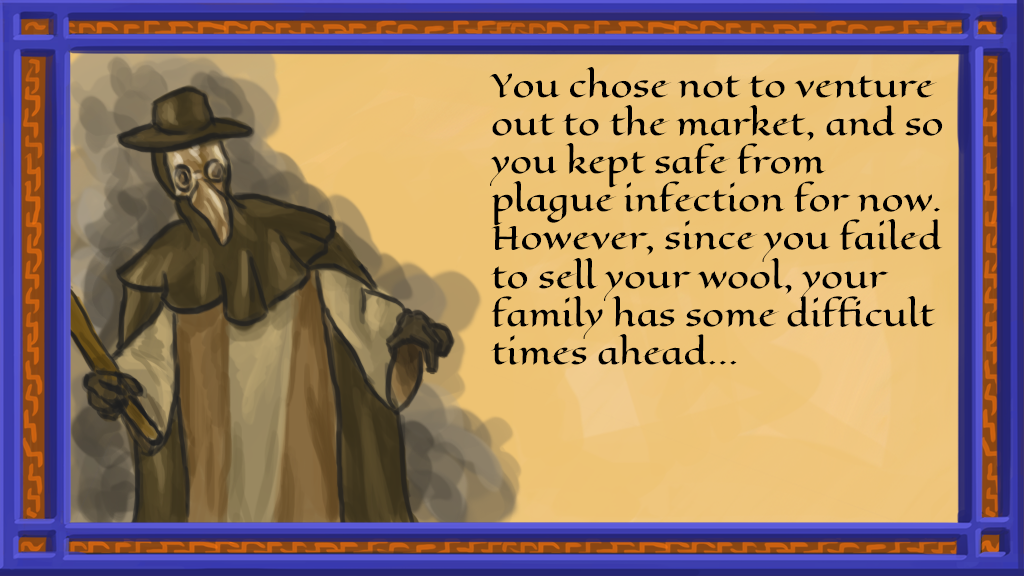 You chose not to venture
out to the market, and so
you kept safe from
plague infection for now.
However, since you failed
to sell your wool, your
family has some difficult
times ahead...